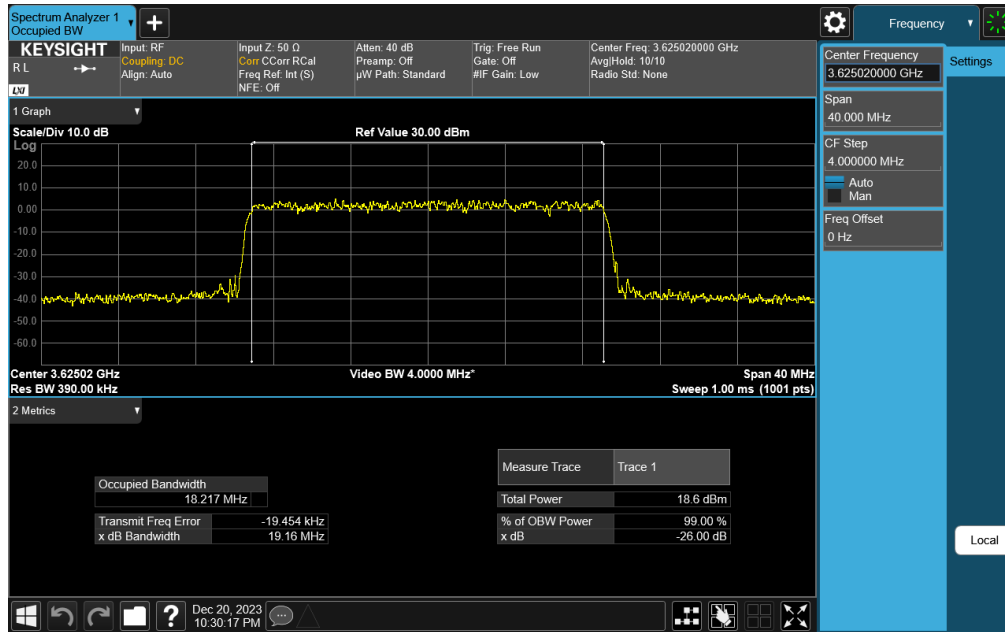 Spectrum Analyzer 1
Occupied BW
Frequency
KEYSIGHT
R L
LXI
Input: RF
Coupling: DC
Align: Auto
Input Z: 50 Ω
Corr CCorr RCal
Freq Ref: Int (S)
NFE: Off
Atten: 40 dB
Preamp: Off
µW Path: Standard
Trig: Free Run
Gate: Off
#IF Gain: Low
Center Freq: 3.625020000 GHz
Avg|Hold: 10/10
Radio Std: None
Center Frequency
3.625020000 GHz
Settings
Span
40.000 MHz
CF Step
4.000000 MHz
Auto
Man
Freq Offset
0 Hz
Local
1 Graph
Scale/Div 10.0 dB
Ref Value 30.00 dBm
Log
20.0
10.0
0.00
-10.0
-20.0
-30.0
-40.0
-50.0
-60.0
Center 3.62502 GHz
Video BW 4.0000 MHz*
Span 40 MHz
Res BW 390.00 kHz
Sweep 1.00 ms (1001 pts)
2 Metrics
Occupied Bandwidth
18.217 MHz
Transmit Freq Error -19.454 kHz
x dB Bandwidth 19.16 MHz
Measure Trace Trace 1
Total Power 18.6 dBm
% of OBW Power 99.00 %
x dB -26.00 dB
?
Dec 20, 2023
10:30:17 PM